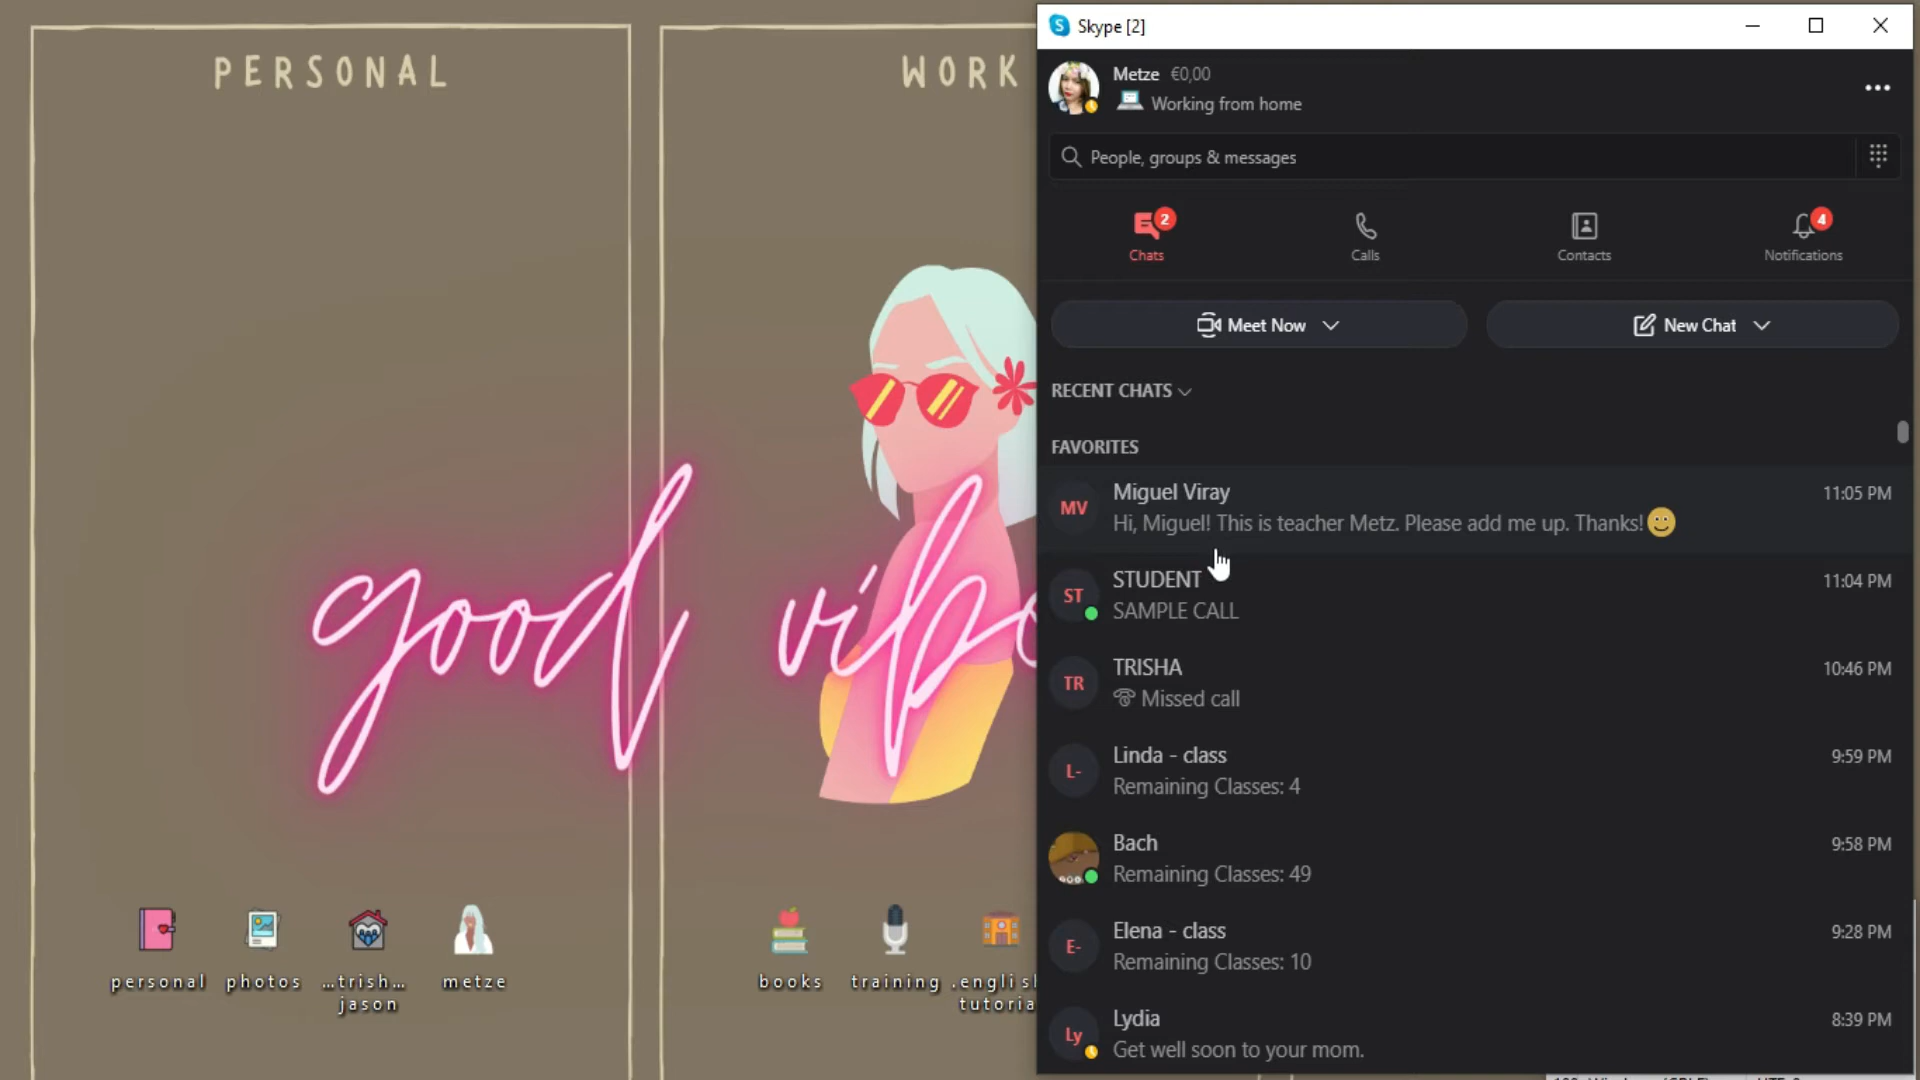 PERSONAL
WORK
good vibe
personal
photos
...trish...
jason
metze
books
training
.english
tutoria
Skype [2]
Metze €0,00
Working from home
People, groups & messages
2
Chats
Calls
Contacts
4
Notifications
Meet Now
New Chat
RECENT CHATS
FAVORITES
MV
Miguel Viray
11:05 PM
Hi, Miguel! This is teacher Metz. Please add me up. Thanks!
ST
STUDENT
11:04 PM
SAMPLE CALL
TR
TRISHA
10:46 PM
Missed call
L-
Linda - class
9:59 PM
Remaining Classes: 4
Bach
9:58 PM
Remaining Classes: 49
E-
Elena - class
9:28 PM
Remaining Classes: 10
Ly
Lydia
8:39 PM
Get well soon to your mom.